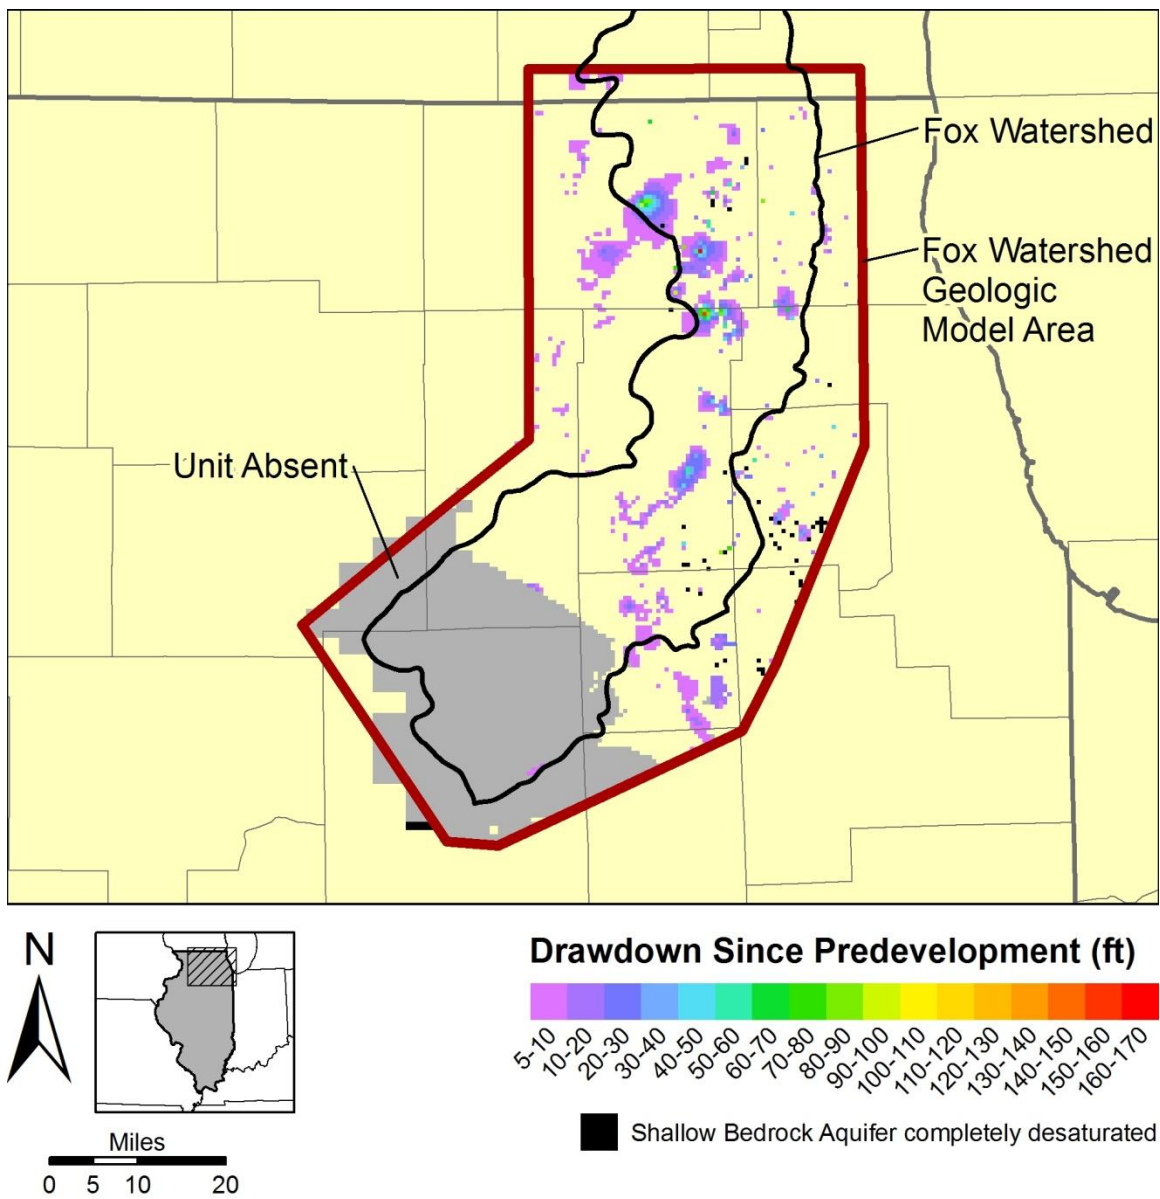 Fox Watershed
Fox Watershed
Geologic
Model Area
Unit Absent
N
Miles
0 5 10 20
Drawdown Since Predevelopment (ft)
5-10 10-20 20-30 30-40 40-50 50-60 60-70 70-80 80-90 90-100 100-110 110-120 120-130 130-140 140-150 150-160 160-170
Shallow Bedrock Aquifer completely desaturated